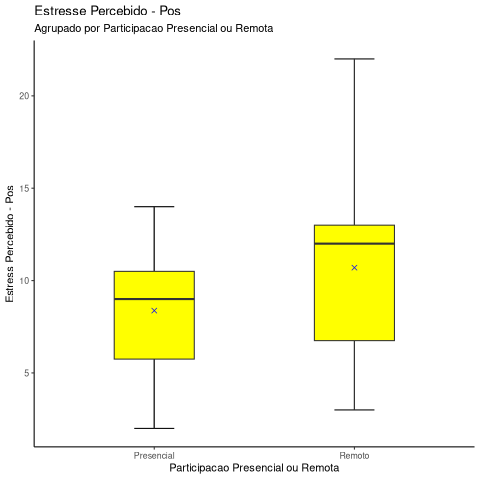 Estresse Percebido - Pos
Agrupado por Participacao Presencial ou Remota
Estress Percebido - Pos
20
15
10
5
Presencial
Remoto
Participacao Presencial ou Remota